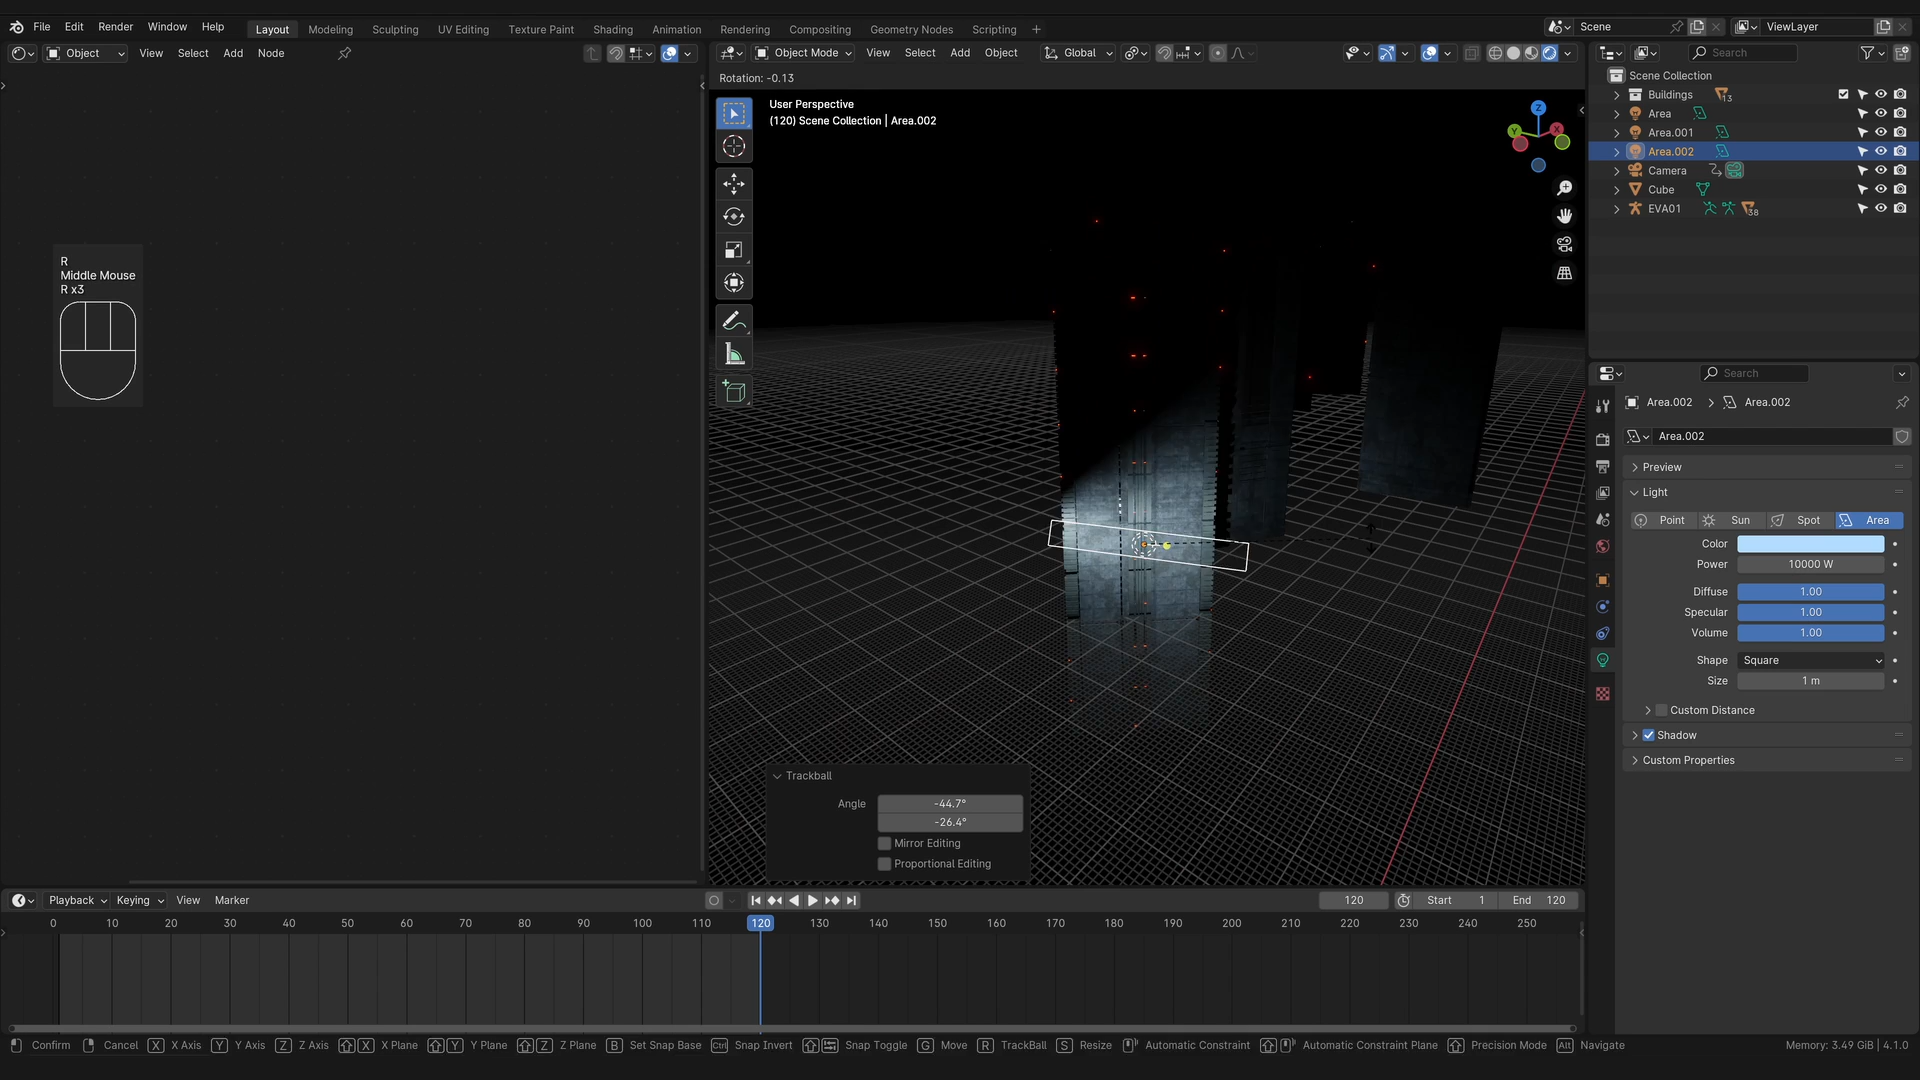 File Edit Render Window Help Layout Modeling Sculpting UV Editing Texture Paint Shading Animation Rendering Compositing Geometry Nodes Scripting + Scene ViewLayer
Object View Select Add Node Object Mode View Select Add Object Global Search
Rotation: -0.13
User Perspective
(120) Scene Collection | Area.002
Z
Y
X
Scene Collection
Buildings 13
Area
Area.001
Area.002
Camera
Cube
EVA01 38
R
Middle Mouse
R x3
Search
Area.002 Area.002
Area.002
Preview
Light
Point Sun Spot Area
Color
Power 10000 W
Diffuse 1.00
Specular 1.00
Volume 1.00
Shape Square
Size 1 m
Custom Distance
Shadow
Custom Properties
Trackball
Angle -44.7°
-26.4°
Mirror Editing
Proportional Editing
Playback Keying View Marker 120 Start 1 End 120
0 10 20 30 40 50 60 70 80 90 100 110 120 130 140 150 160 170 180 190 200 210 220 230 240 250
Confirm Cancel X X Axis Y Y Axis Z Z Axis X X Plane Y Y Plane Z Z Plane B Set Snap Base Ctrl Snap Invert Snap Toggle G Move R TrackBall S Resize Automatic Constraint Automatic Constraint Plane Precision Mode Alt Navigate Memory: 3.49 GiB | 4.1.0